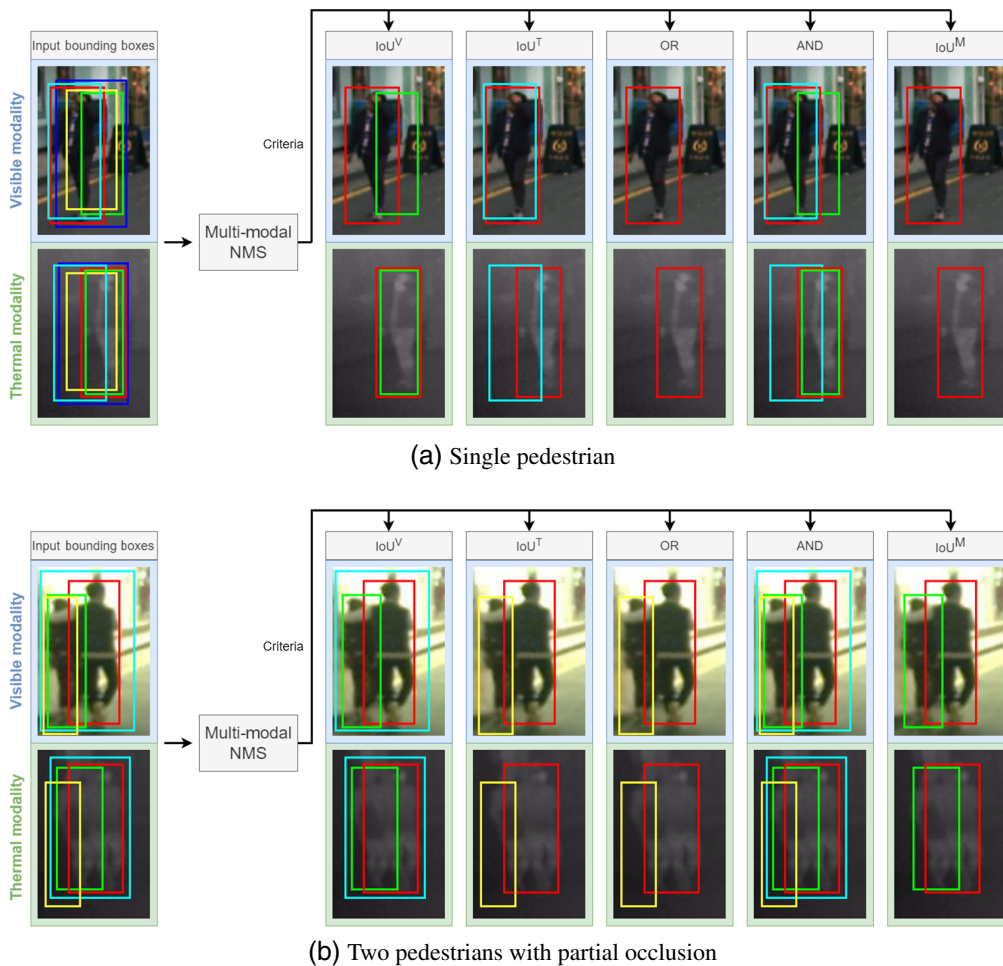 Input bounding boxes
IoU^V
IoU^T
OR
AND
IoU^M
Visible modality
Criteria
Multi-modal
NMS
Thermal modality
(a) Single pedestrian
Input bounding boxes
IoU^V
IoU^T
OR
AND
IoU^M
Visible modality
Criteria
Multi-modal
NMS
Thermal modality
(b) Two pedestrians with partial occlusion